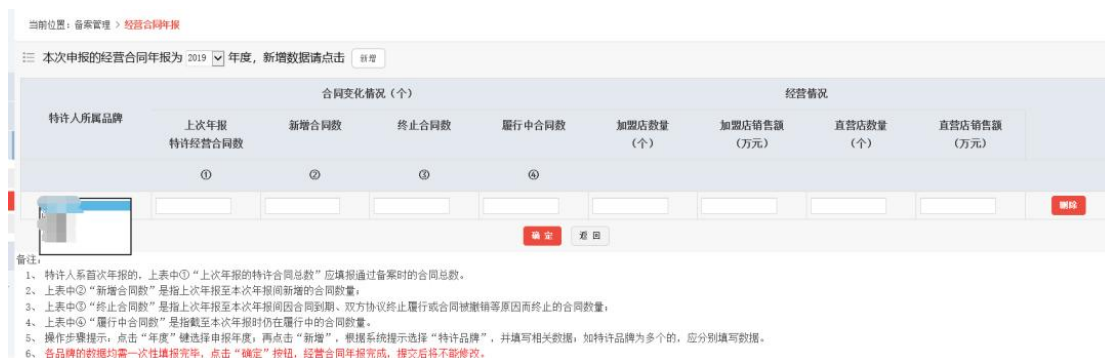 当前位置：备案管理 > 经营合同年报
本次申报的经营合同年报为 2019 年度，新增数据请点击 新增
特许人所属品牌 合同变化情况（个） 经营情况
上次年报特许经营合同数 新增合同数 终止合同数 履行中合同数 加盟店数量（个） 加盟店销售额（万元） 直营店数量（个） 直营店销售额（万元）
① ② ③ ④
删除
确定 返回
备注：
1、 特许人系首次年报的，上表中①“上次年报的特许合同总数”应填报通过备案时的合同总数。
2、 上表中②“新增合同数”是指上次年报至本次年报间新增的合同数量；
3、 上表中③“终止合同数”是指上次年报至本次年报间因合同到期、双方协议终止履行或合同被撤销等原因而终止的合同数量；
4、 上表中④“履行中合同数”是指截至本次年报时仍在履行中的合同数量。
5、 操作步骤提示：点击“年度”键选择申报年度；再点击“新增”，根据系统提示选择“特许品牌”，并填写相关数据；如特许品牌为多个的，应分别填写数据。
6、 各品牌的数据均需一次性填报完毕，点击“确定”按钮，经营合同年报完成，提交后将不能修改。